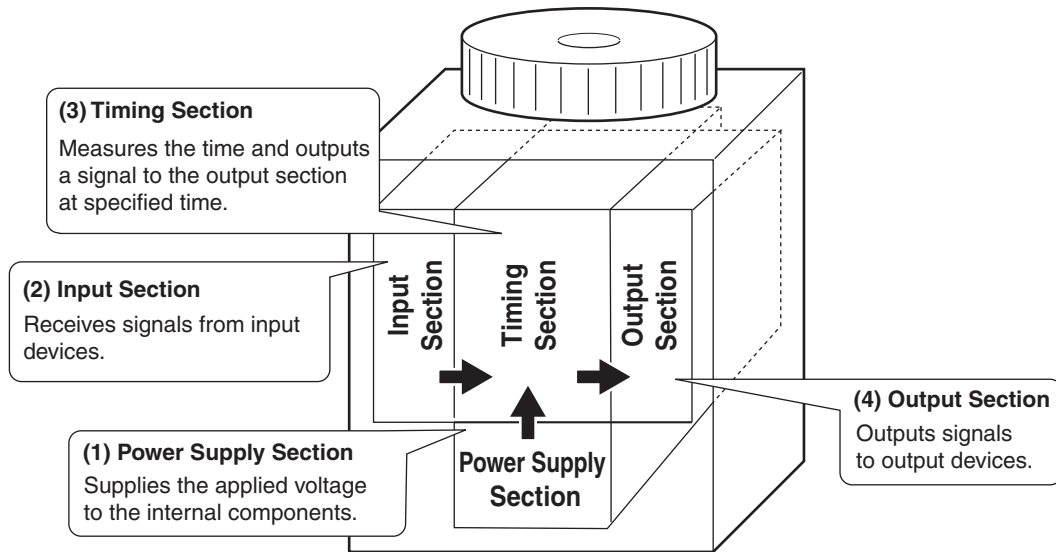 (3) Timing Section
Measures the time and outputs
a signal to the output section
at specified time.
(2) Input Section
Receives signals from input
devices.
(1) Power Supply Section
Supplies the applied voltage
to the internal components.
Input
Section
Timing
Section
Output
Section
Power Supply
Section
(4) Output Section
Outputs signals
to output devices.